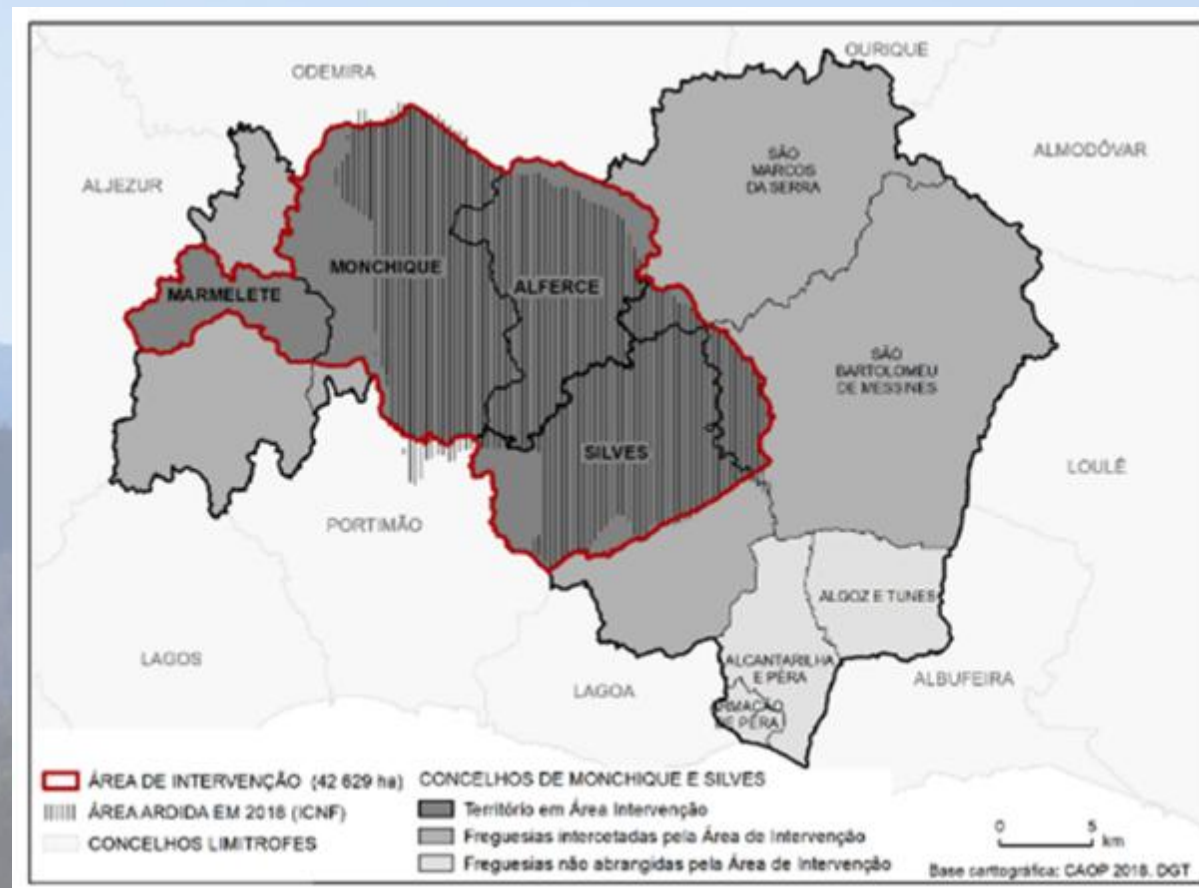 OURIQUE
ODEMIRA
ALMODÔVAR
SÃO
MARCOS
DA SERRA
ALJEZUR
MONCHIQUE
ALFERCE
MARMELETE
SÃO
BARTOLOMEU
DE MESSINES
SILVES
LOULÉ
PORTIMÃO
ALGOZ E TUNES
LAGOS
ALCANTARILHA
E PÊRA
LAGOA
ALBUFEIRA
ARMAÇÃO
DE PÊRA
ÁREA DE INTERVENÇÃO (42 629 ha)
ÁREA ARDIDA EM 2018 (ICNF)
CONCELHOS LIMITROFES
CONCELHOS DE MONCHIQUE E SILVES
Território em Área Intervenção
Freguesias intercetadas pela Área de Intervenção
Freguesias não abrangidas pela Área de Intervenção
0 5
km
Base carttográfica: CAOP 2018. DGT